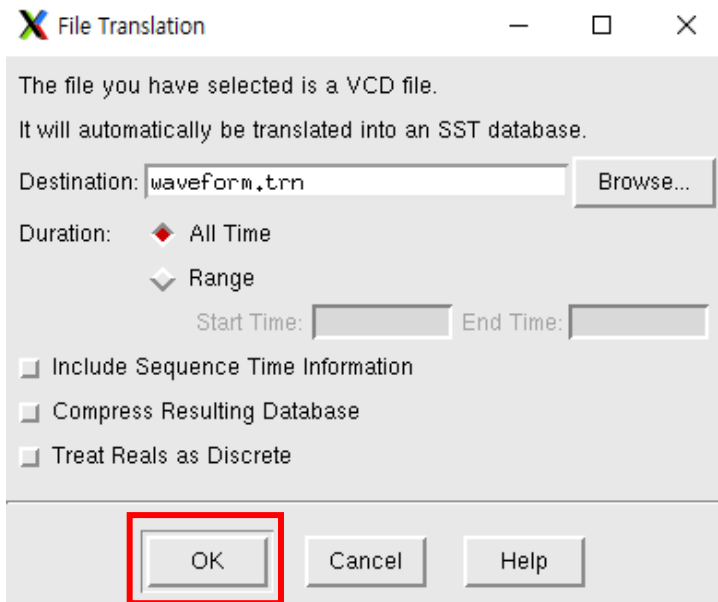 File Translation
The file you have selected is a VCD file.
It will automatically be translated into an SST database.
Destination: waveform.trn Browse...
Duration: All Time
Range
Start Time: End Time:
Include Sequence Time Information
Compress Resulting Database
Treat Reals as Discrete
OK Cancel Help